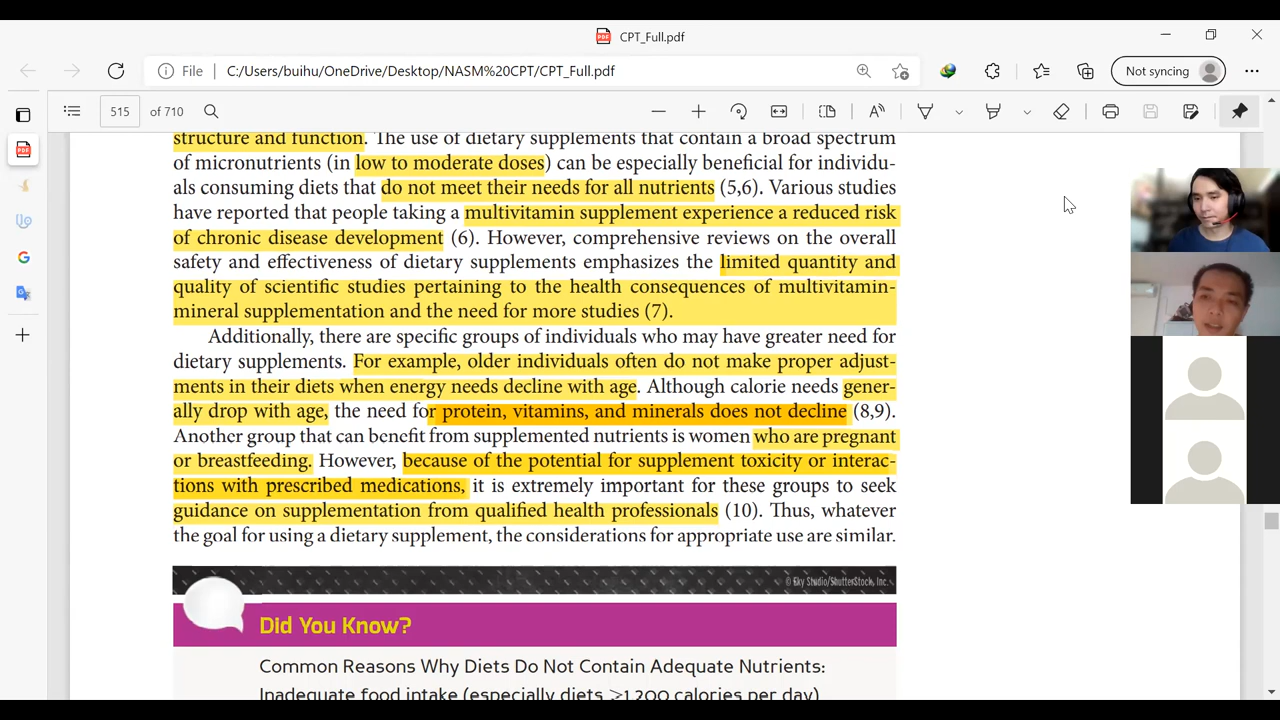 CPT_Full.pdf
File
C:/Users/buihu/OneDrive/Desktop/NASM%20CPT/CPT_Full.pdf
Not syncing
515 of 710
structure and function. The use of dietary supplements that contain a broad spectrum
of micronutrients (in low to moderate doses) can be especially beneficial for individu-
als consuming diets that do not meet their needs for all nutrients (5,6). Various studies
have reported that people taking a multivitamin supplement experience a reduced risk
of chronic disease development (6). However, comprehensive reviews on the overall
safety and effectiveness of dietary supplements emphasizes the limited quantity and
quality of scientific studies pertaining to the health consequences of multivitamin-
mineral supplementation and the need for more studies (7).
Additionally, there are specific groups of individuals who may have greater need for
dietary supplements. For example, older individuals often do not make proper adjust-
ments in their diets when energy needs decline with age. Although calorie needs gener-
ally drop with age, the need for protein, vitamins, and minerals does not decline (8,9).
Another group that can benefit from supplemented nutrients is women who are pregnant
or breastfeeding. However, because of the potential for supplement toxicity or interac-
tions with prescribed medications, it is extremely important for these groups to seek
guidance on supplementation from qualified health professionals (10). Thus, whatever
the goal for using a dietary supplement, the considerations for appropriate use are similar.
© Eky Studio/ShutterStock, Inc.
Did You Know?
Common Reasons Why Diets Do Not Contain Adequate Nutrients:
Inadequate food intake (especially diets ≥1,200 calories per day)